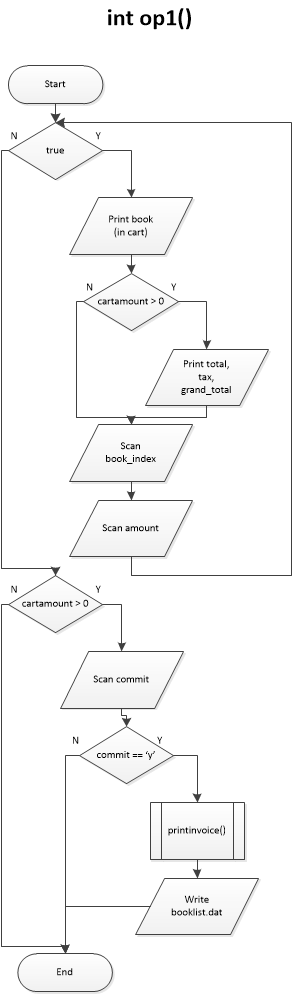 int op1()
Start
N
Y
true
Print book
(in cart)
N
Y
cartamount > 0
Print total,
tax,
grand_total
Scan
book_index
Scan amount
N
Y
cartamount > 0
Scan commit
N
Y
commit == ‘y’
printinvoice()
Write
booklist.dat
End